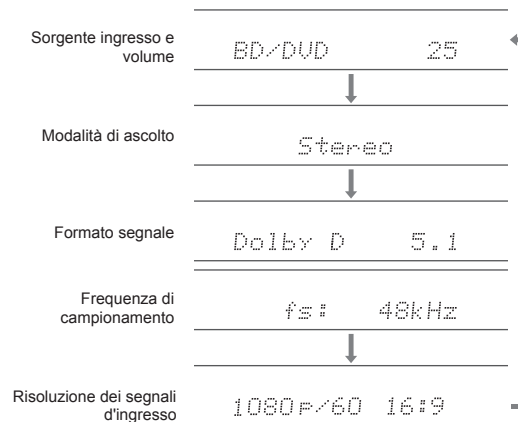 Sorgente ingresso e
volume
BD/DVD 25
Modalità di ascolto
Stereo
Formato segnale
Dolby D 5.1
Frequenza di
campionamento
fs: 48kHz
Risoluzione dei segnali
d'ingresso
1080p/60 16:9